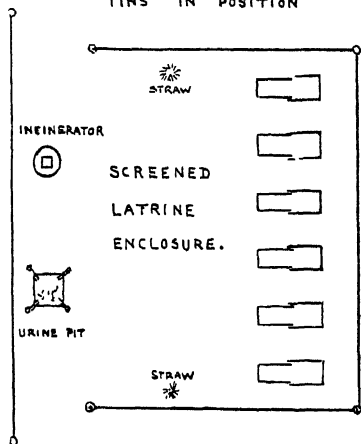 TINS IN POSITION
STRAW
INCINERATOR
SCREENED
LATRINE
ENCLOSURE.
URINE PIT
STRAW